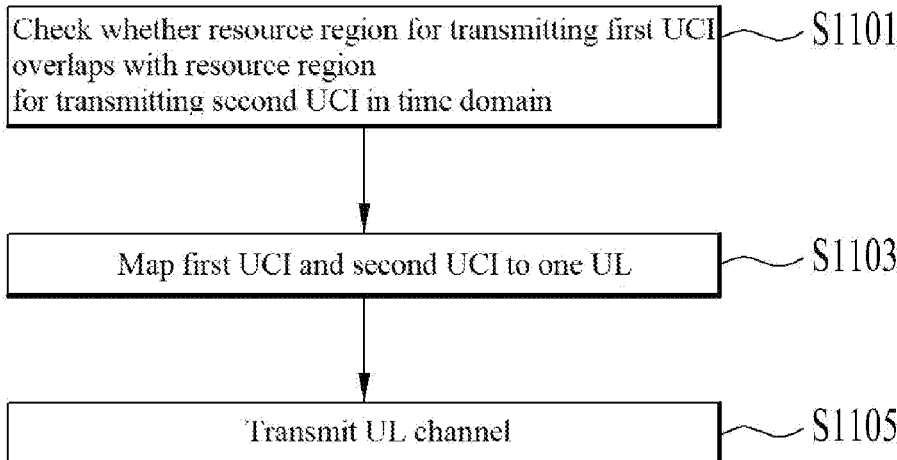 Check whether resource region for transmitting first UCI
overlaps with resource region
for transmitting second UCI in time domain
S1101
Map first UCI and second UCI to one UL
S1103
Transmit UL channel
S1105